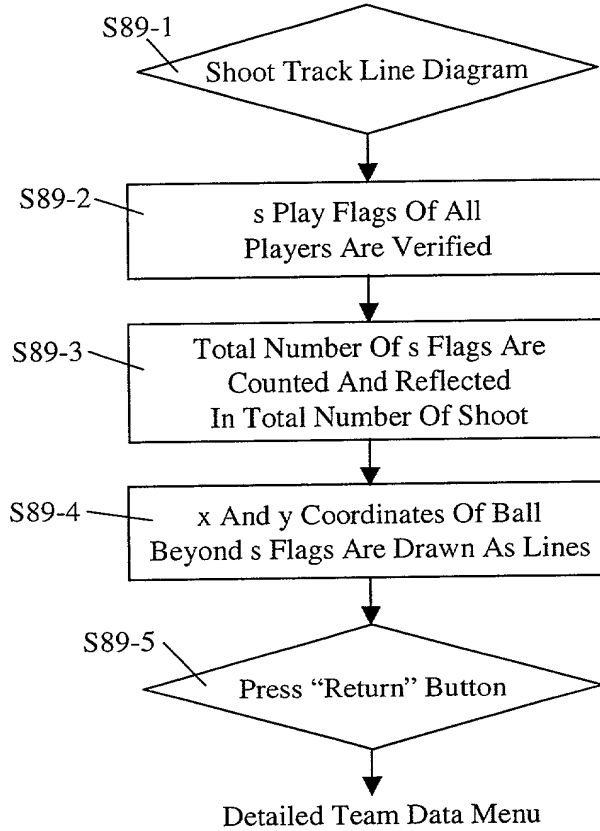 S89-1
Shoot Track Line Diagram
S89-2
s Play Flags Of All
Players Are Verified
S89-3
Total Number Of s Flags Are
Counted And Reflected
In Total Number Of Shoot
S89-4
x And y Coordinates Of Ball
Beyond s Flags Are Drawn As Lines
S89-5
Press “Return” Button
Detailed Team Data Menu